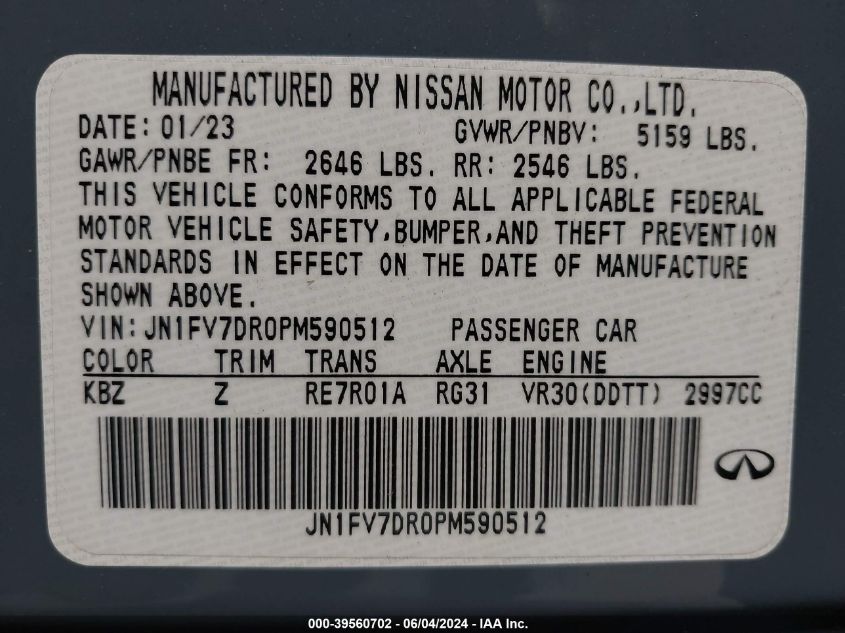 MANUFACTURED BY NISSAN MOTOR CO.,LTD.
DATE: 01/23 GVWR/PNBV: 5159 LBS.
GAWR/PNBE FR: 2646 LBS. RR: 2546 LBS.
THIS VEHICLE CONFORMS TO ALL APPLICABLE FEDERAL
MOTOR VEHICLE SAFETY,BUMPER,AND THEFT PREVENTION
STANDARDS IN EFFECT ON THE DATE OF MANUFACTURE
SHOWN ABOVE.
VIN:JN1FV7DR0PM590512 PASSENGER CAR
COLOR TRIM TRANS AXLE ENGINE
KBZ Z RE7R01A RG31 VR30(DDTT) 2997CC
JN1FV7DR0PM590512
000-39560702 - 06/04/2024 - IAA Inc.